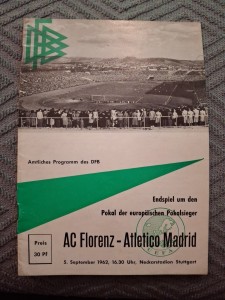 DFB
Amtliches Programm des DFB
Endspiel um den
Pokal der europäischen Pokalsieger
AC Florenz - Atletico Madrid
5. September 1962, 16.30 Uhr, Neckarstadion Stuttgart
Preis
30 Pf